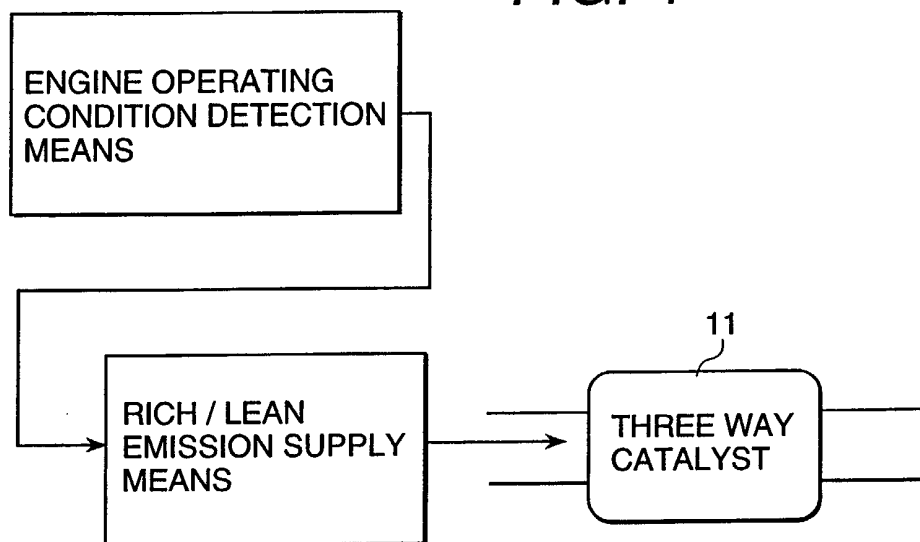 ENGINE OPERATING
CONDITION DETECTION
MEANS
11
RICH / LEAN
EMISSION SUPPLY
MEANS
THREE WAY
CATALYST